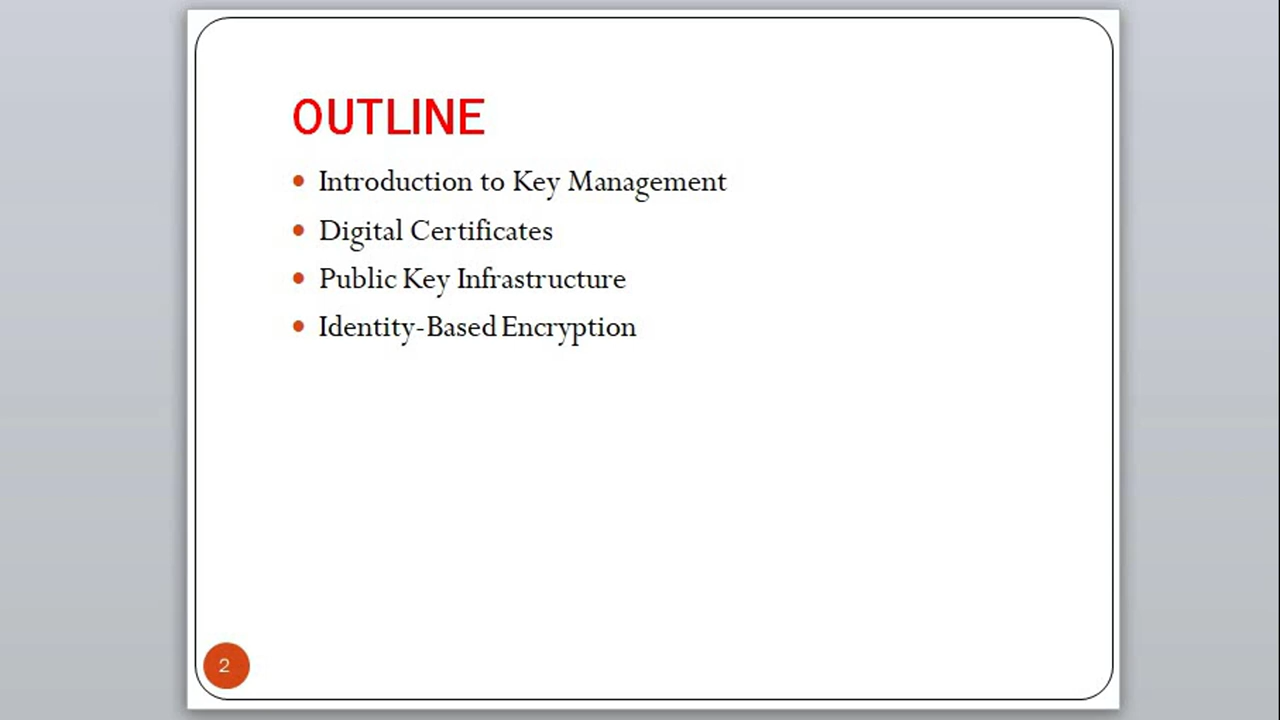 OUTLINE
Introduction to Key Management
Digital Certificates
Public Key Infrastructure
Identity-Based Encryption
2